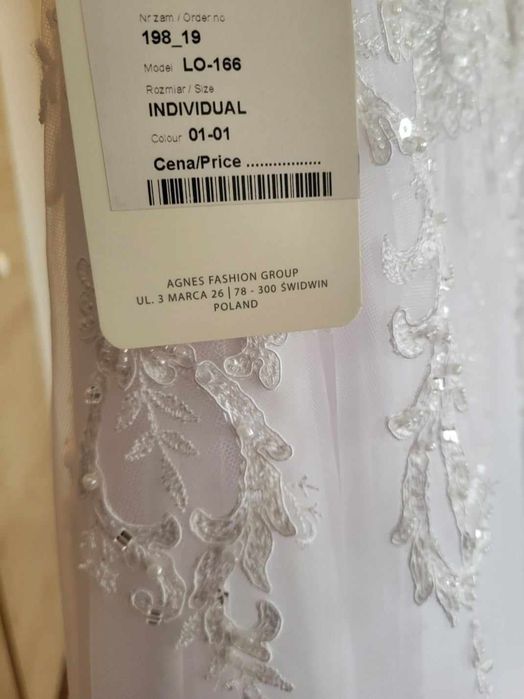 Nr zam / Order no
198_19
Model LO-166
Rozmiar / Size
INDIVIDUAL
Colour 01-01
Cena/Price .................
AGNES FASHION GROUP
UL. 3 MARCA 26 | 78 - 300 ŚWIDWIN
POLAND